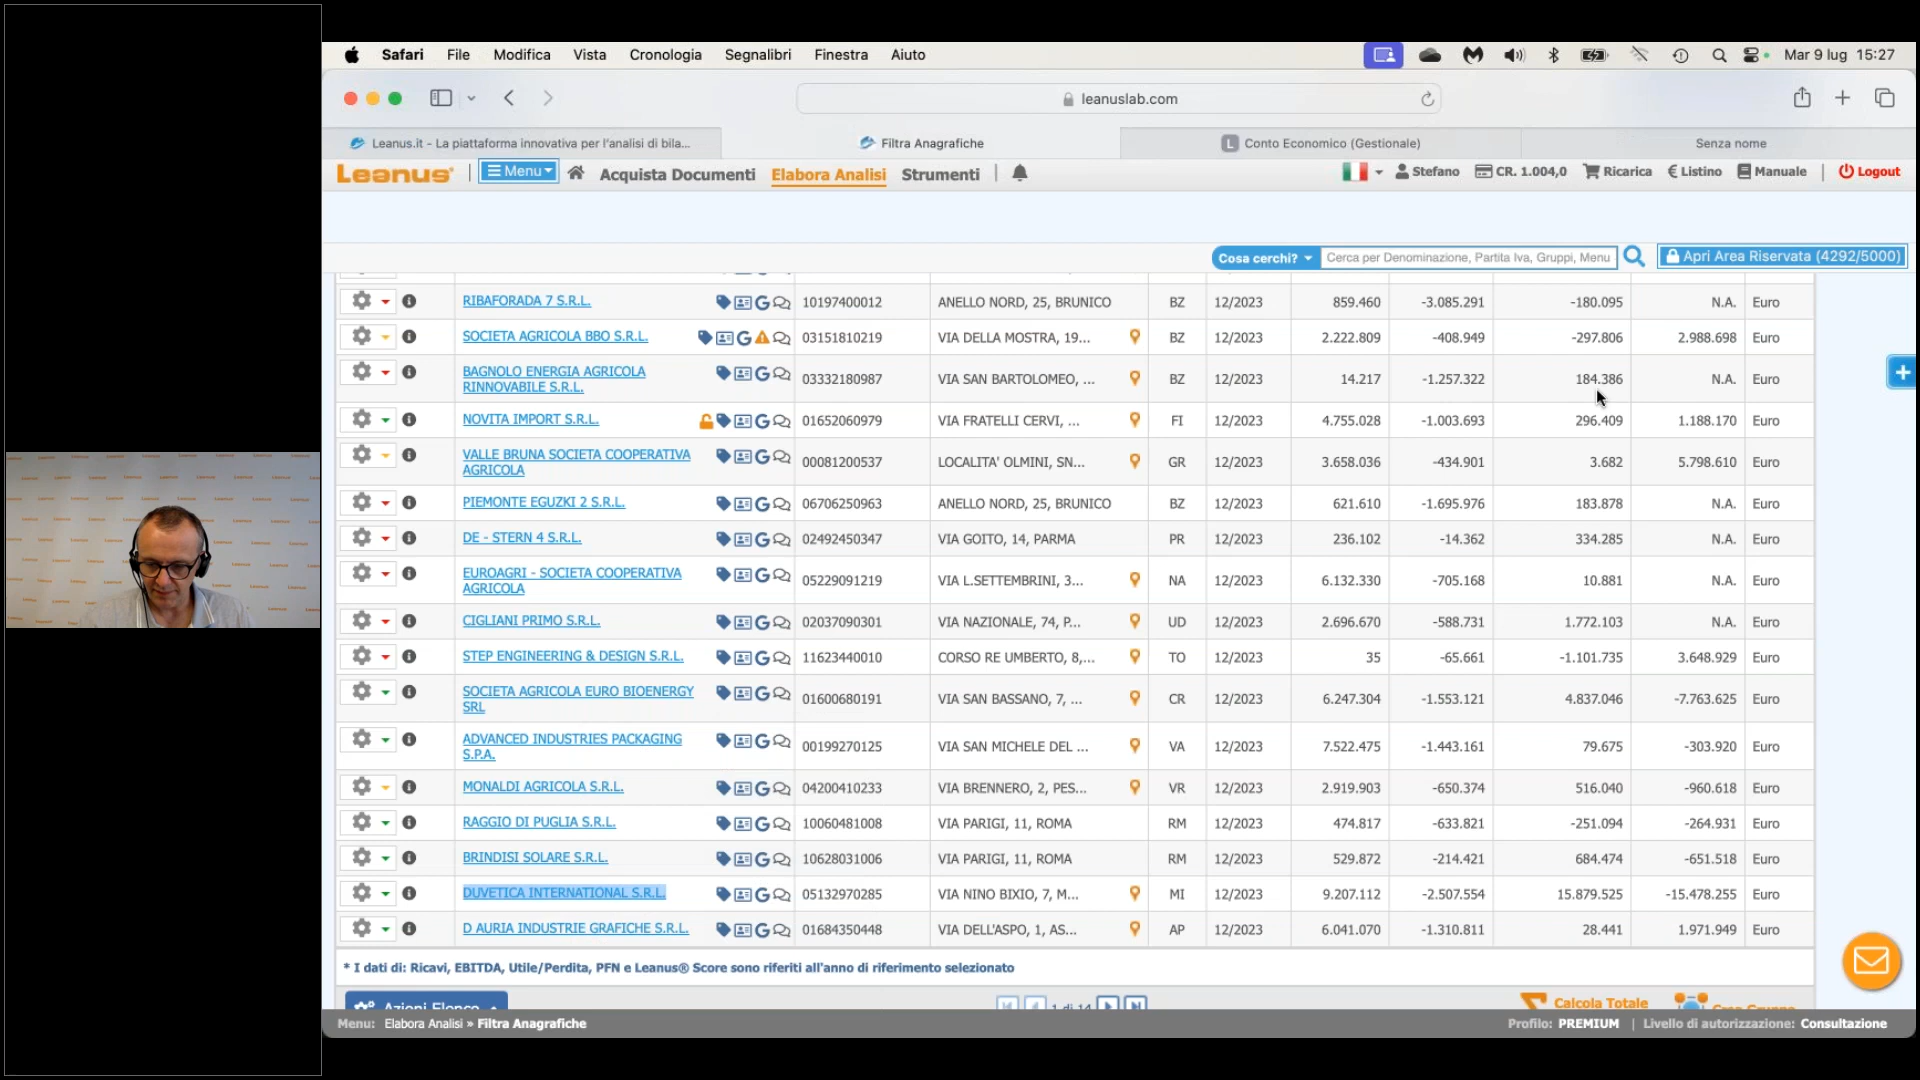 Safari File Modifica Vista Cronologia Segnalibri Finestra Aiuto Mar 9 lug 15:27
leanuslab.com
Leanus.it - La piattaforma innovativa per l'analisi di bila... Filtra Anagrafiche L Conto Economico (Gestionale) Senza nome
Leanus | Menu Acquista Documenti Elabora Analisi Strumenti | Stefano CR. 1.004,0 Ricarica € Listino Manuale | Logout
Cosa cerchi? Cerca per Denominazione, Partita Iva, Gruppi, Menu Apri Area Riservata (4292/5000)
RIBAFORADA 7 S.R.L. 10197400012 ANELLO NORD, 25, BRUNICO BZ 12/2023 859.460 -3.085.291 -180.095 N.A. Euro
SOCIETA AGRICOLA BBO S.R.L. 03151810219 VIA DELLA MOSTRA, 19... BZ 12/2023 2.222.809 -408.949 -297.806 2.988.698 Euro
BAGNOLO ENERGIA AGRICOLA
RINNOVABILE S.R.L. 03332180987 VIA SAN BARTOLOMEO, ... BZ 12/2023 14.217 -1.257.322 184.386 N.A. Euro
NOVITA IMPORT S.R.L. 01652060979 VIA FRATELLI CERVI, ... FI 12/2023 4.755.028 -1.003.693 296.409 1.188.170 Euro
VALLE BRUNA SOCIETA COOPERATIVA
AGRICOLA 00081200537 LOCALITA' OLMINI, SN... GR 12/2023 3.658.036 -434.901 3.682 5.798.610 Euro
PIEMONTE EGUZKI 2 S.R.L. 06706250963 ANELLO NORD, 25, BRUNICO BZ 12/2023 621.610 -1.695.976 183.878 N.A. Euro
DE - STERN 4 S.R.L. 02492450347 VIA GOITO, 14, PARMA PR 12/2023 236.102 -14.362 334.285 N.A. Euro
EUROAGRI - SOCIETA COOPERATIVA
AGRICOLA 05229091219 VIA L.SETTEMBRINI, 3... NA 12/2023 6.132.330 -705.168 10.881 N.A. Euro
CIGLIANI PRIMO S.R.L. 02037090301 VIA NAZIONALE, 74, P... UD 12/2023 2.696.670 -588.731 1.772.103 N.A. Euro
STEP ENGINEERING & DESIGN S.R.L. 11623440010 CORSO RE UMBERTO, 8,... TO 12/2023 35 -65.661 -1.101.735 3.648.929 Euro
SOCIETA AGRICOLA EURO BIOENERGY
SRL 01600680191 VIA SAN BASSANO, 7, ... CR 12/2023 6.247.304 -1.553.121 4.837.046 -7.763.625 Euro
ADVANCED INDUSTRIES PACKAGING
S.P.A. 00199270125 VIA SAN MICHELE DEL ... VA 12/2023 7.522.475 -1.443.161 79.675 -303.920 Euro
MONALDI AGRICOLA S.R.L. 04200410233 VIA BRENNERO, 2, PES... VR 12/2023 2.919.903 -650.374 516.040 -960.618 Euro
RAGGIO DI PUGLIA S.R.L. 10060481008 VIA PARIGI, 11, ROMA RM 12/2023 474.817 -633.821 -251.094 -264.931 Euro
BRINDISI SOLARE S.R.L. 10628031006 VIA PARIGI, 11, ROMA RM 12/2023 529.872 -214.421 684.474 -651.518 Euro
DUVETICA INTERNATIONAL S.R.L. 05132970285 VIA NINO BIXIO, 7, M... MI 12/2023 9.207.112 -2.507.554 15.879.525 -15.478.255 Euro
D AURIA INDUSTRIE GRAFICHE S.R.L. 01684350448 VIA DELL'ASPO, 1, AS... AP 12/2023 6.041.070 -1.310.811 28.441 1.971.949 Euro
* I dati di: Ricavi, EBITDA, Utile/Perdita, PFN e Leanus® Score sono riferiti all'anno di riferimento selezionato
Azioni Elenco 1 di 14 Calcola Totale Crea Gruppo
Menu: Elabora Analisi » Filtra Anagrafiche Profilo: PREMIUM | Livello di autorizzazione: Consultazione